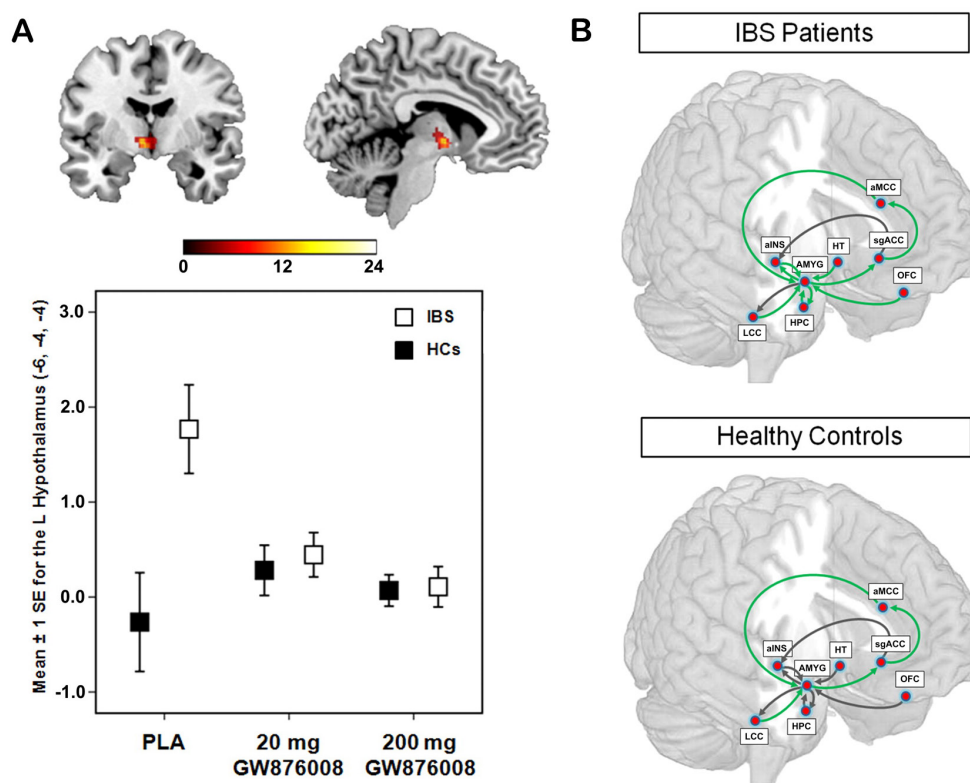 A
0 12 24
Mean ± 1 SE for the L Hypothalamus (-6, -4, -4)
3.0
2.0
1.0
0.0
-1.0
IBS
HCs
PLA
20 mg
GW876008
200 mg
GW876008
B
IBS Patients
aMCC
sgACC
aINS
HT
AMYG
OFC
LCC
HPC
Healthy Controls
aMCC
sgACC
aINS
HT
AMYG
OFC
LCC
HPC